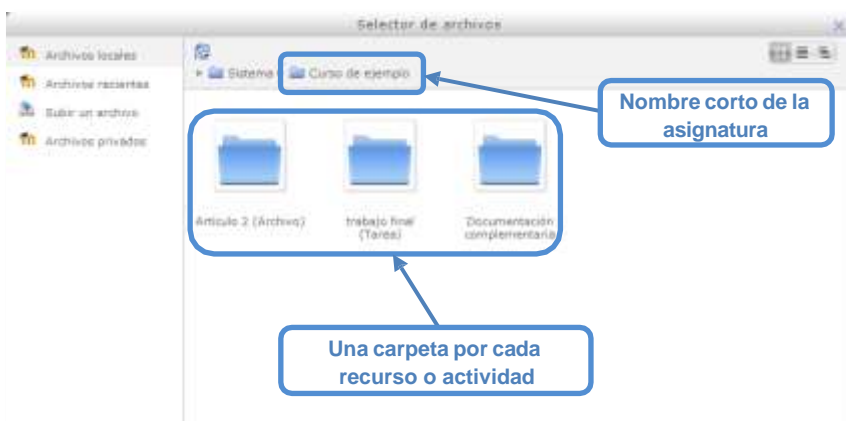 Selector de archivos
Archivos locales
Archivos recientes
Subir un archivo
Archivos privados
Sistema
Curso de ejemplo
Nombre corto de la
asignatura
Artículo 2 (Archivo)
trabajo final
(Tarea)
Documentación
complementaria
Una carpeta por cada
recurso o actividad